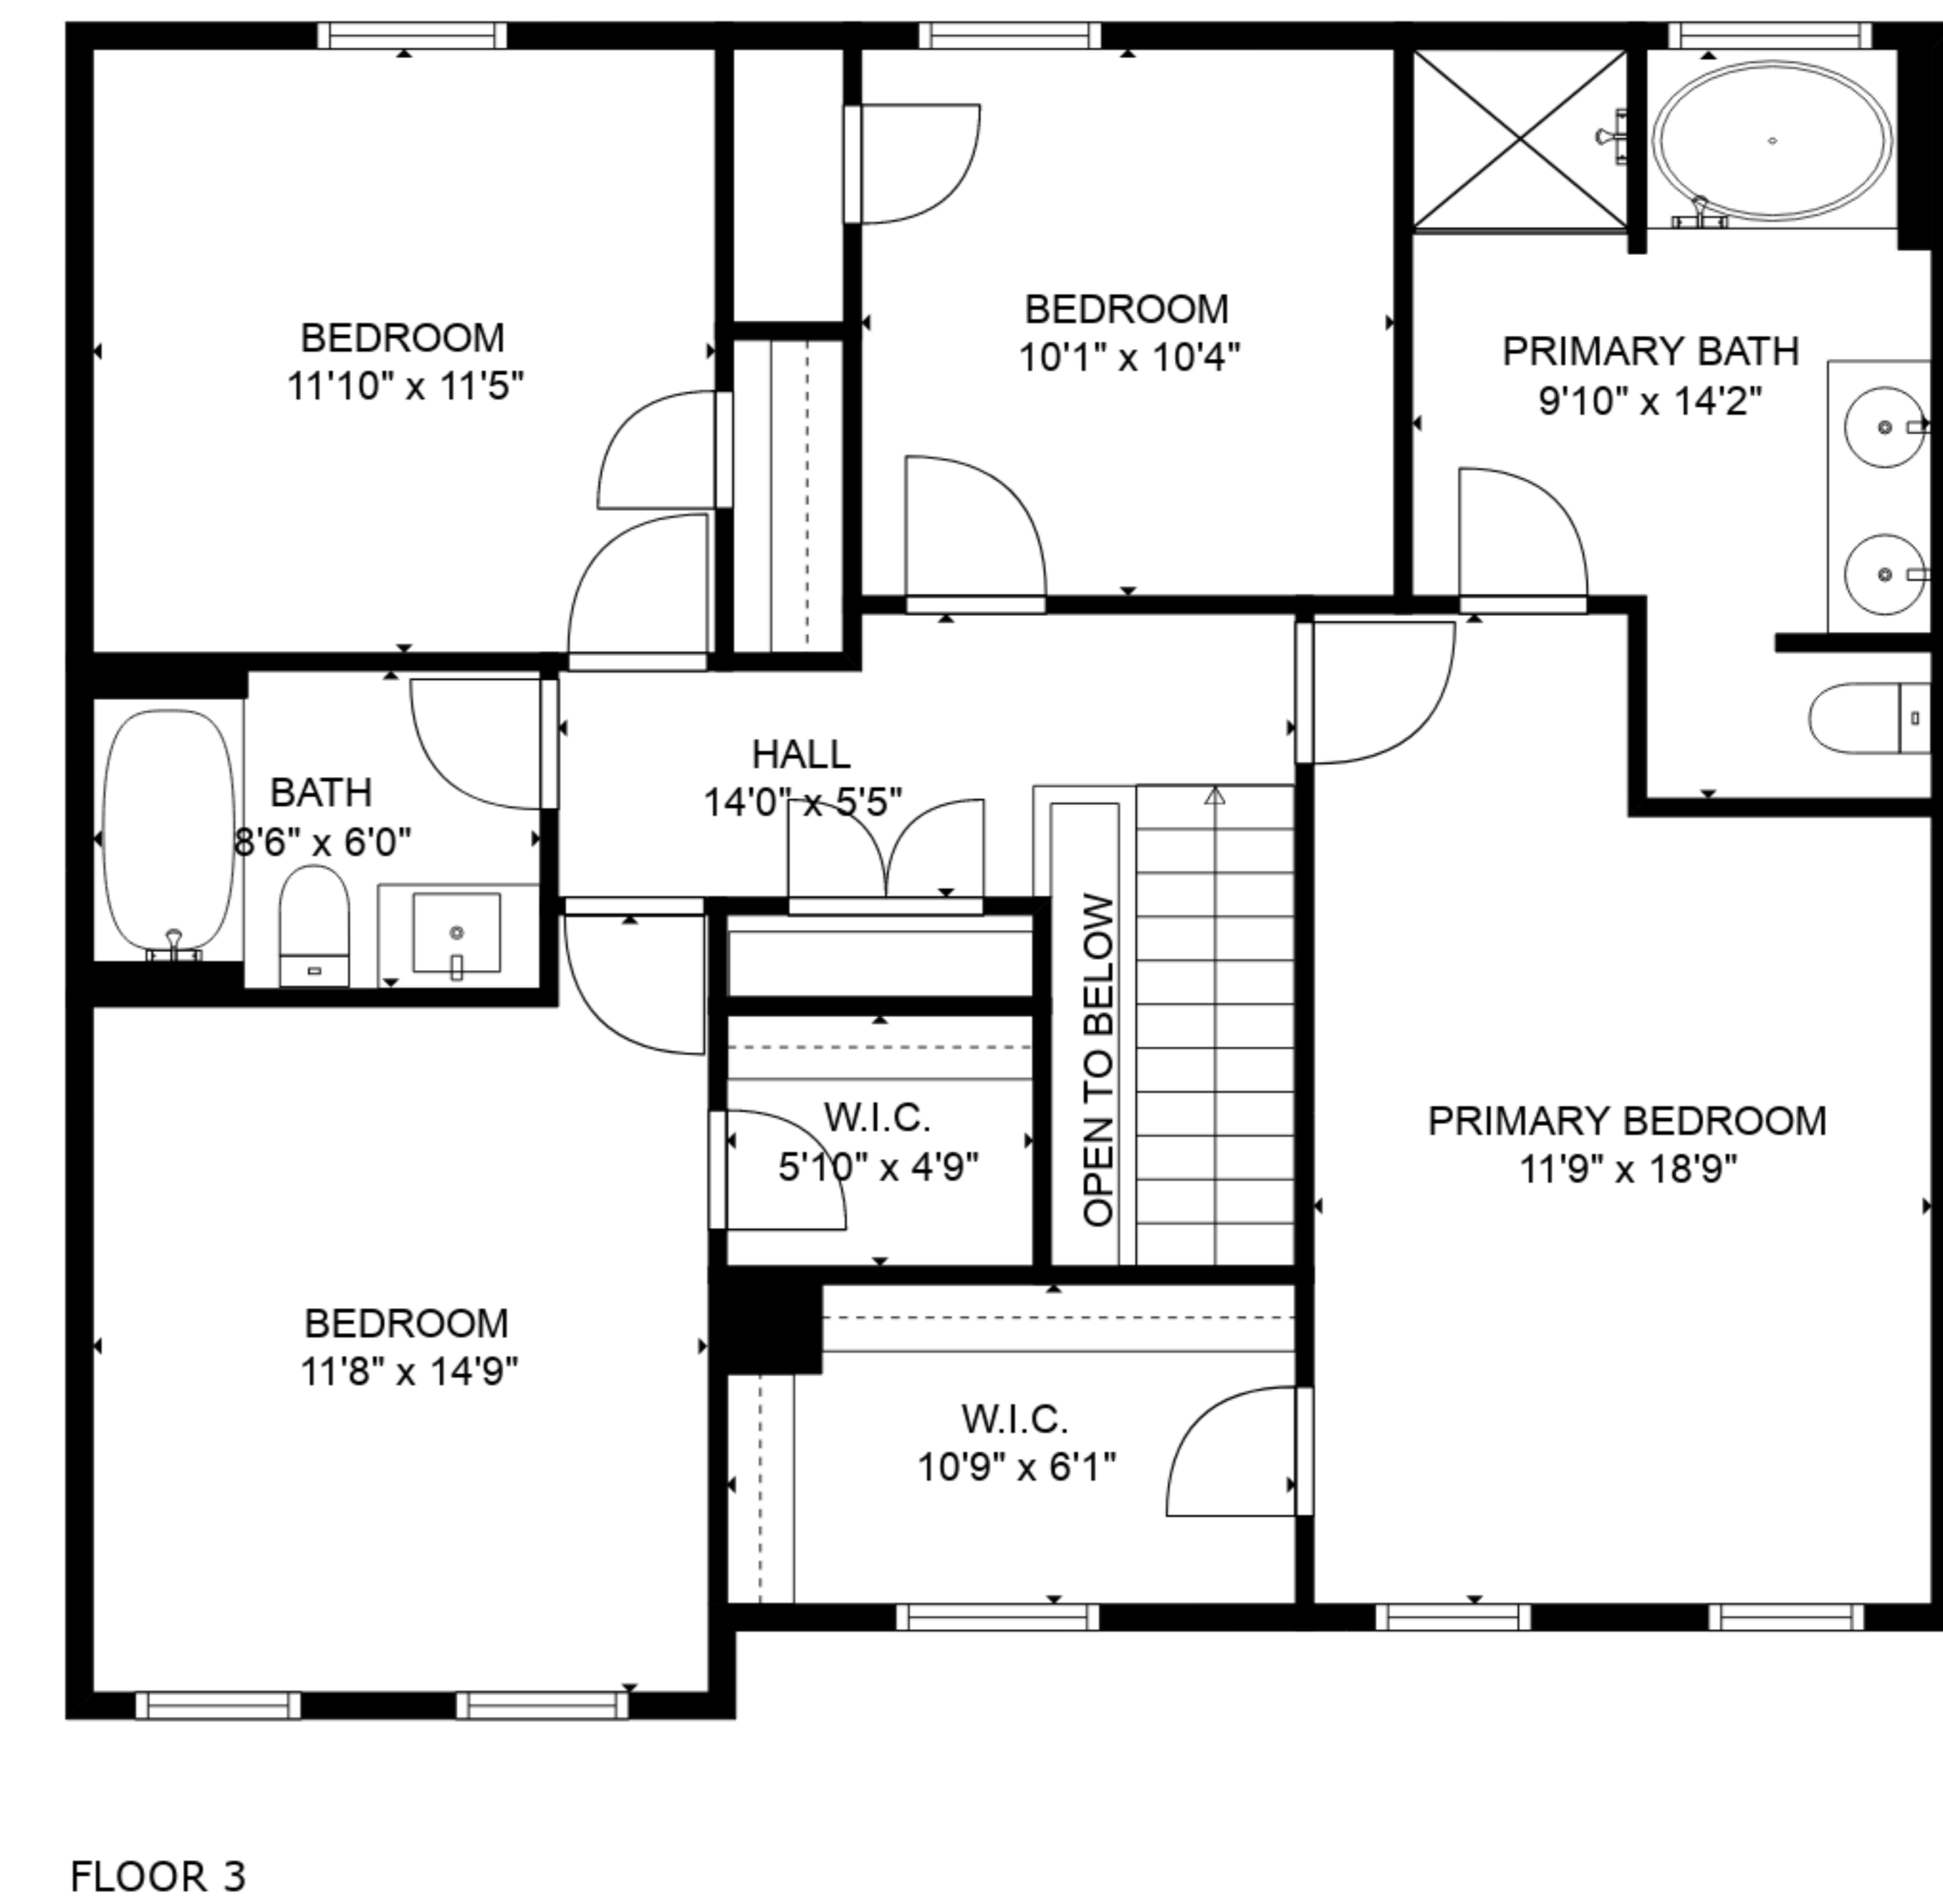 BEDROOM
11'10" x 11'5"
BEDROOM
10'1" x 10'4"
PRIMARY BATH
9'10" x 14'2"
HALL
14'0" x 5'5"
BATH
8'6" x 6'0"
OPEN TO BELOW
W.I.C.
5'10" x 4'9"
PRIMARY BEDROOM
11'9" x 18'9"
BEDROOM
11'8" x 14'9"
W.I.C.
10'9" x 6'1"
FLOOR 3